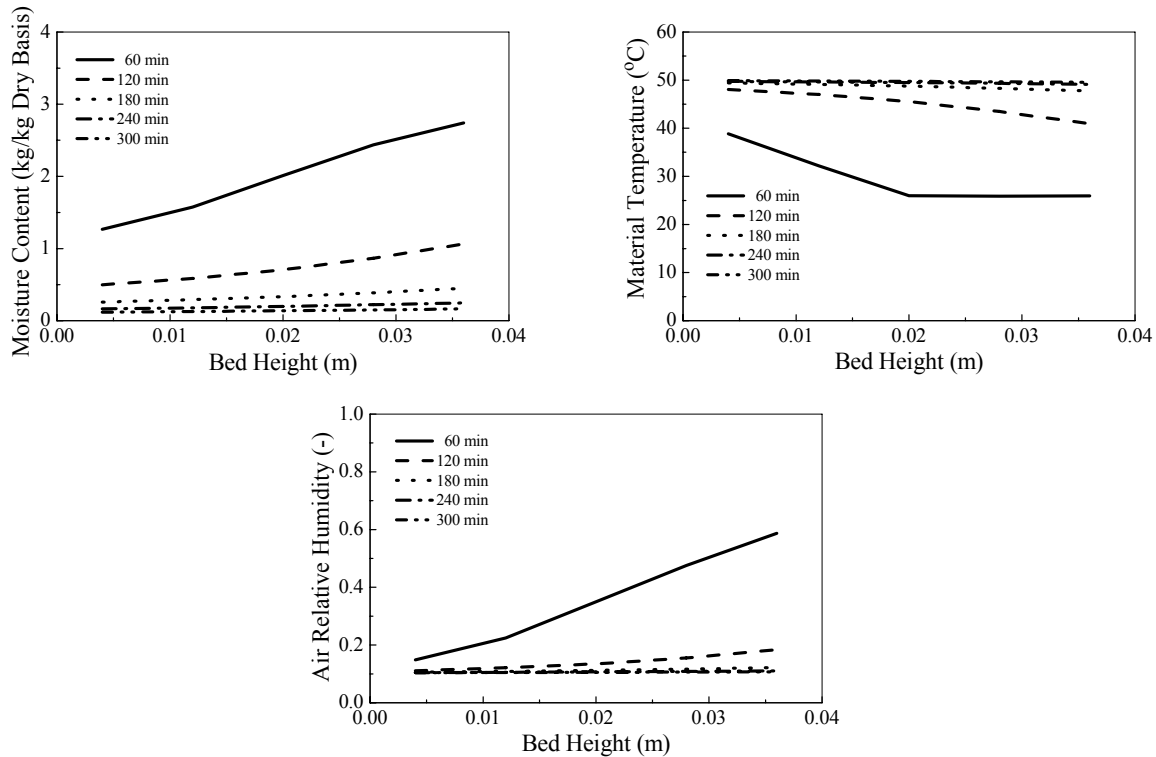 Moisture Content (kg/kg Dry Basis)
4
3
2
1
0
60 min
120 min
180 min
240 min
300 min
0.00 0.01 0.02 0.03 0.04
Bed Height (m)
Material Temperature (°C)
60
50
40
30
20
10
0
60 min
120 min
180 min
240 min
300 min
0.00 0.01 0.02 0.03 0.04
Bed Height (m)
Air Relative Humidity (-)
1.0
0.8
0.6
0.4
0.2
0.0
60 min
120 min
180 min
240 min
300 min
0.00 0.01 0.02 0.03 0.04
Bed Height (m)